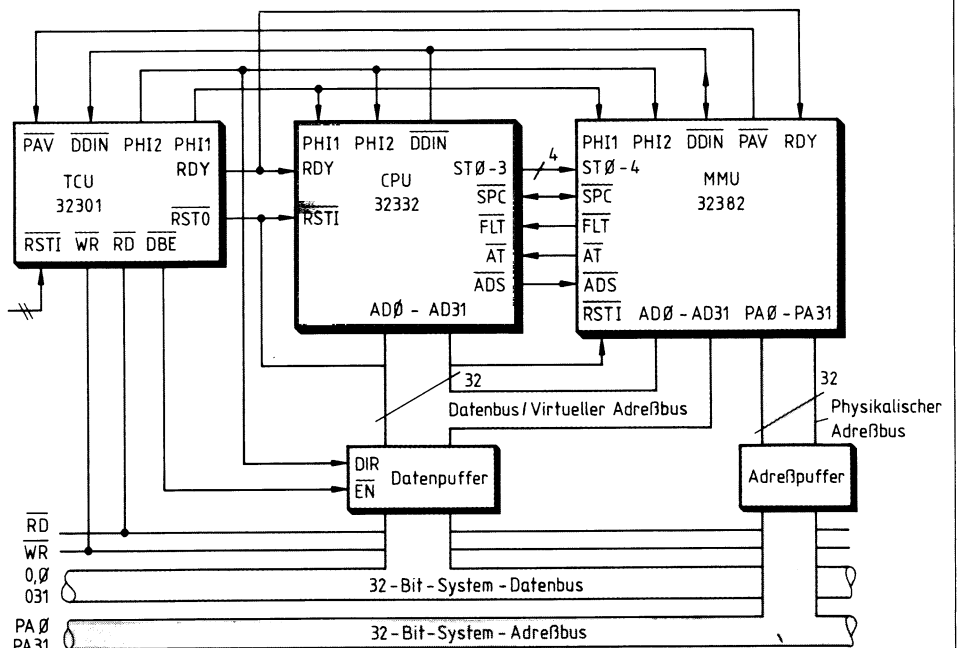 PAV DDIN PHI2 PHI1
RDY
TCU
32301
RSTO
RSTI WR RD DBE
PHI1 PHI2 DDIN
RDY
CPU
32332
STØ-3
SPC
RSTI
FLT
AT
ADS
ADØ - AD31
4
PHI1 PHI2 DDIN PAV RDY
STØ-4
MMU
32382
SPC
FLT
AT
ADS
RSTI ADØ-AD31 PAØ-PA31
32
Datenbus/Virtueller Adreßbus
32
Physikalischer
Adreßbus
DIR
EN
Datenpuffer
Adreßpuffer
RD
WR
0,Ø
031
32-Bit-System-Datenbus
PAØ
PA31
32-Bit-System-Adreßbus